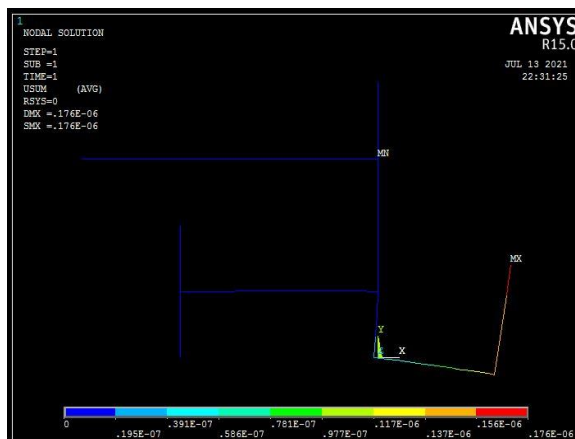 1
NODAL SOLUTION
STEP=1
SUB =1
TIME=1
USUM (AVG)
RSYS=0
DMX =.176E-06
SMX =.176E-06
ANSYS
R15.0
JUL 13 2021
22:31:25
MN
MX
Y
X
0
.195E-07
.391E-07
.586E-07
.781E-07
.977E-07
.117E-06
.137E-06
.156E-06
.176E-06